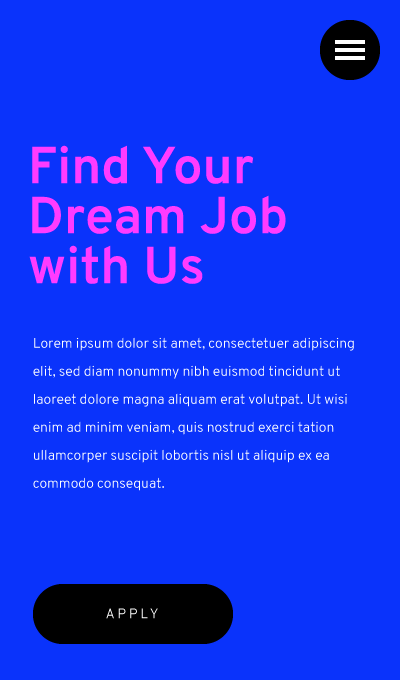 Find Your
Dream Job
with Us
Lorem ipsum dolor sit amet, consectetuer adipiscing
elit, sed diam nonummy nibh euismod tincidunt ut
laoreet dolore magna aliquam erat volutpat. Ut wisi
enim ad minim veniam, quis nostrud exerci tation
ullamcorper suscipit lobortis nisl ut aliquip ex ea
commodo consequat.
APPLY